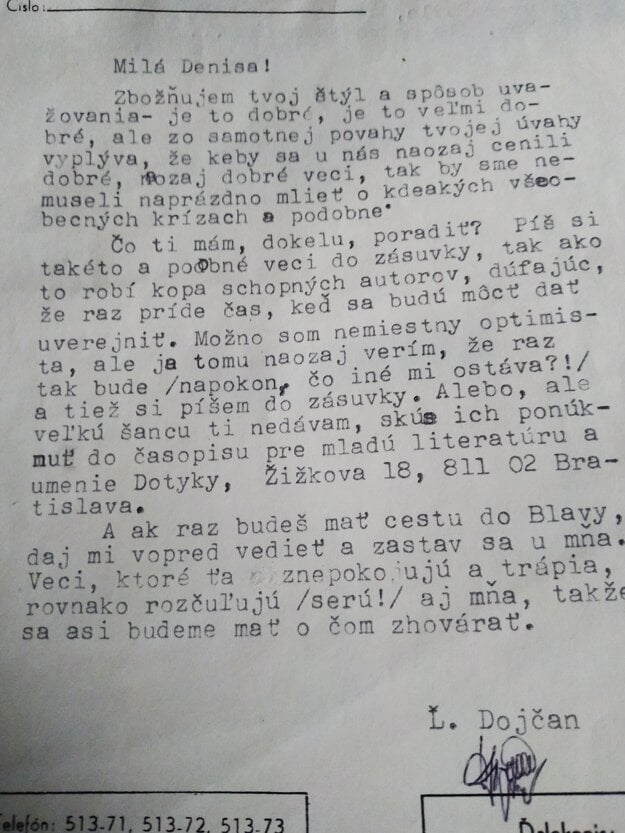 Číslo:
Milá Denisa!
Zbožňujem tvoj štýl a spôsob uva-
žovania- je to dobré, je to veľmi do-
bré, ale zo samotnej povahy tvojej úvahy
vyplýva, že keby sa u nás naozaj cenili
dobré, naozaj dobré veci, tak by sme ne-
museli naprázdno mlieť o kdeakých všeo-
becných krízach a podobne.
Čo ti mám, dokelu, poradiť? Píš si
takéto a podobné veci do zásuvky, tak ako
to robí kopa schopných autorov, dúfajúc,
že raz príde čas, keď sa budú môcť dať
uverejniť. Možno som nemiestny optimis-
ta, ale ja tomu naozaj verím, že raz
tak bude /napokon, čo iné mi ostáva?!/
a tiež si píšem do zásuvky. Alebo, ale
veľkú šancu ti nedávam, skús ich ponúk-
nuť do časopisu pre mladú literatúru a
umenie Dotyky, Žižkova 18, 811 02 Bra-
tislava.
A ak raz budeš mať cestu do Blavy,
daj mi vopred vedieť a zastav sa u mňa.
Veci, ktoré ťa znepokojujú a trápia,
rovnako rozčuľujú /serú!/ aj mňa, takže
sa asi budeme mať o čom zhovárať.
Ľ. Dojčan
Telefón: 513-71, 513-72, 513-73
Ďalekopis: